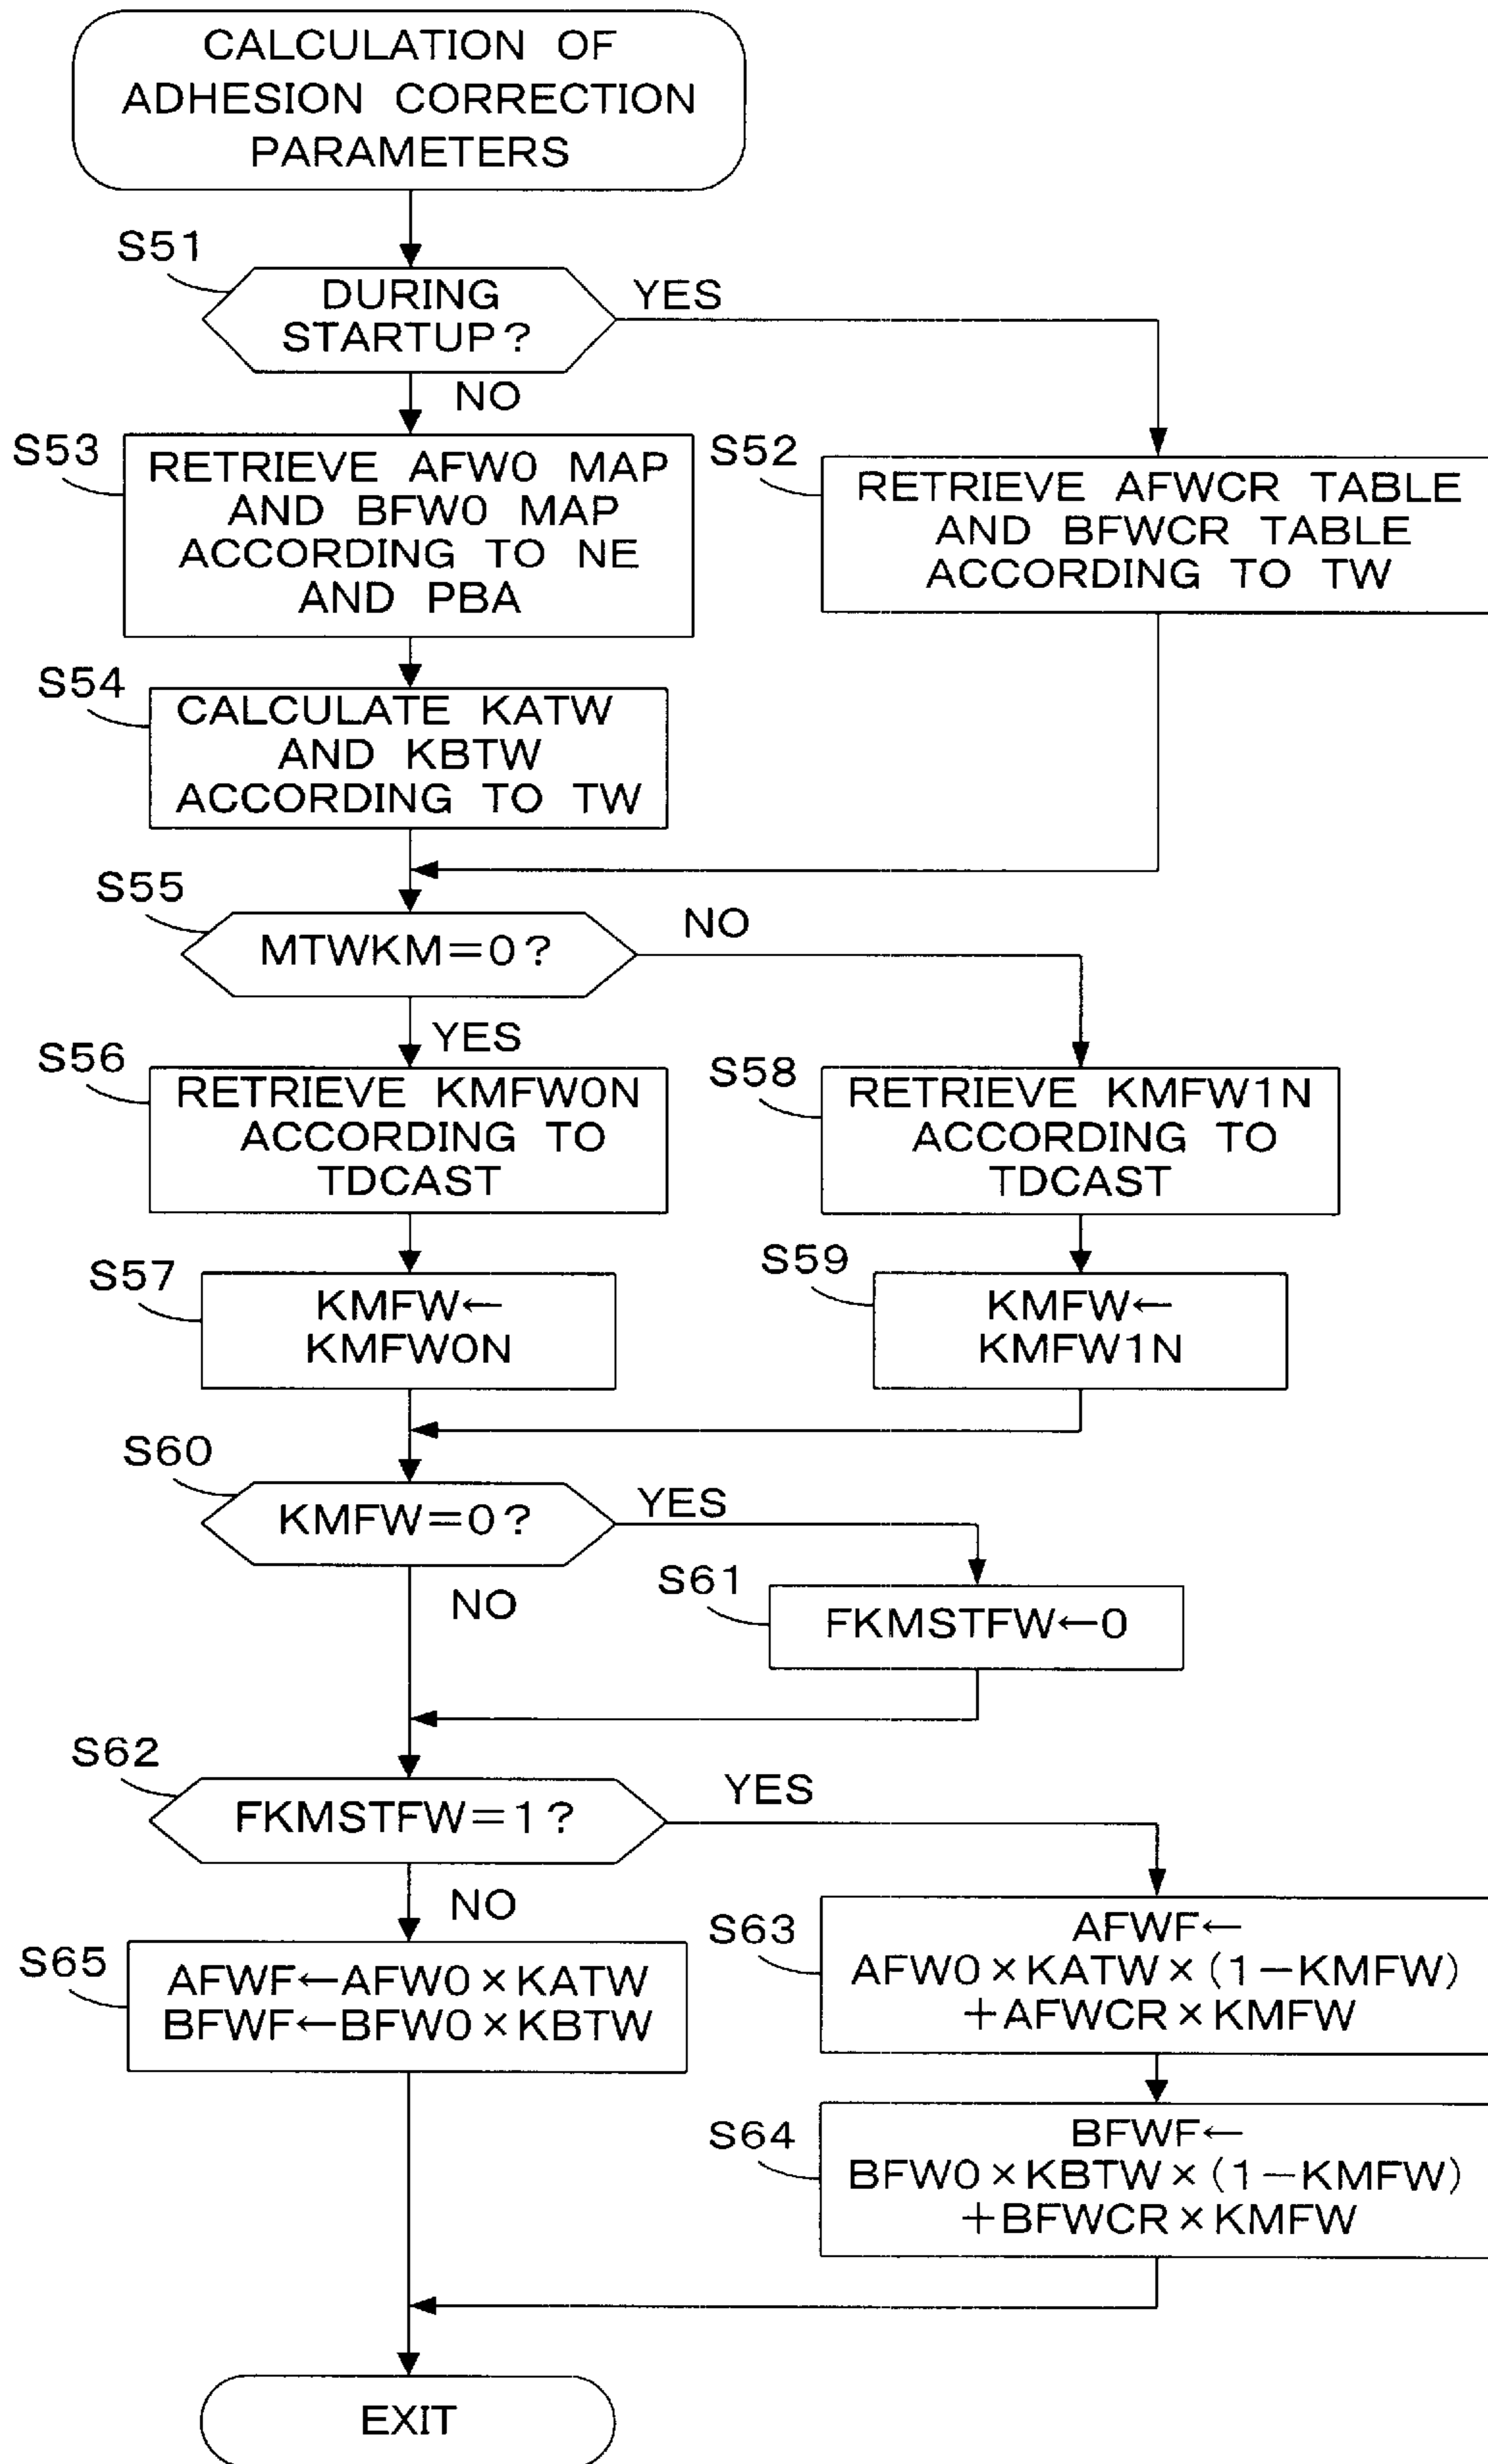 CALCULATION OF
ADHESION CORRECTION
PARAMETERS
S51
DURING
STARTUP?
YES
NO
S53
RETRIEVE AFW0 MAP
AND BFW0 MAP
ACCORDING TO NE
AND PBA
S52
RETRIEVE AFWCR TABLE
AND BFWCR TABLE
ACCORDING TO TW
S54
CALCULATE KATW
AND KBTW
ACCORDING TO TW
S55
MTWKM=0?
NO
YES
S56
RETRIEVE KMFW0N
ACCORDING TO
TDCAST
S58
RETRIEVE KMFW1N
ACCORDING TO
TDCAST
S57
KMFW←
KMFW0N
S59
KMFW←
KMFW1N
S60
KMFW=0?
YES
NO
S61
FKMSTFW←0
S62
FKMSTFW=1?
YES
NO
S65
AFWF←AFW0×KATW
BFWF←BFW0×KBTW
S63
AFWF←
AFW0×KATW×(1−KMFW)
+AFWCR×KMFW
S64
BFWF←
BFW0×KBTW×(1−KMFW)
+BFWCR×KMFW
EXIT